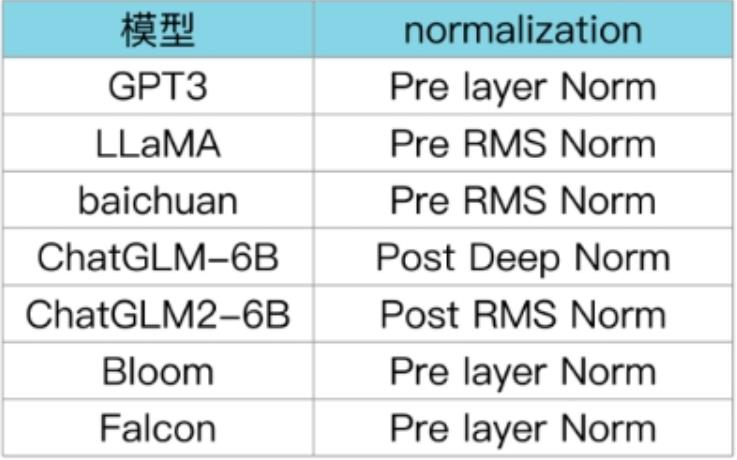 模型 normalization
GPT3 Pre layer Norm
LLaMA Pre RMS Norm
baichuan Pre RMS Norm
ChatGLM–6B Post Deep Norm
ChatGLM2–6B Post RMS Norm
Bloom Pre layer Norm
Falcon Pre layer Norm